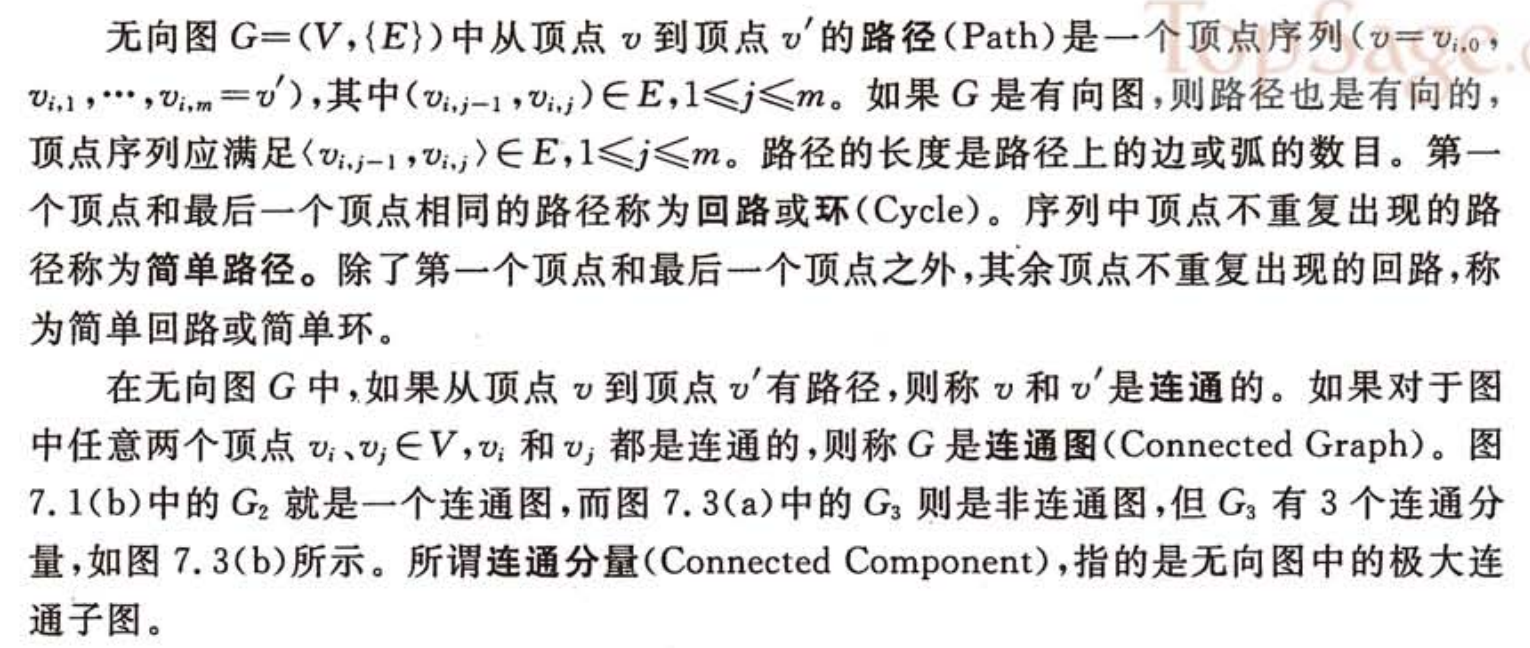 TopSage.c
无向图 G=(V,{E})中从顶点 v 到顶点 v′的路径(Path)是一个顶点序列(v=v_{i,0},
v_{i,1},⋯,v_{i,m}=v′),其中(v_{i,j−1},v_{i,j})∈E,1≤j≤m。如果 G 是有向图,则路径也是有向的,
顶点序列应满足〈v_{i,j−1},v_{i,j}〉∈E,1≤j≤m。路径的长度是路径上的边或弧的数目。第一
个顶点和最后一个顶点相同的路径称为回路或环(Cycle)。序列中顶点不重复出现的路
径称为简单路径。除了第一个顶点和最后一个顶点之外,其余顶点不重复出现的回路,称
为简单回路或简单环。
在无向图 G 中,如果从顶点 v 到顶点 v′有路径,则称 v 和 v′是连通的。如果对于图
中任意两个顶点 v_i、v_j∈V,v_i 和 v_j 都是连通的,则称 G 是连通图(Connected Graph)。图
7.1(b)中的 G₂ 就是一个连通图,而图 7.3(a)中的 G₃ 则是非连通图,但 G₃ 有 3 个连通分
量,如图 7.3(b)所示。所谓连通分量(Connected Component),指的是无向图中的极大连
通子图。